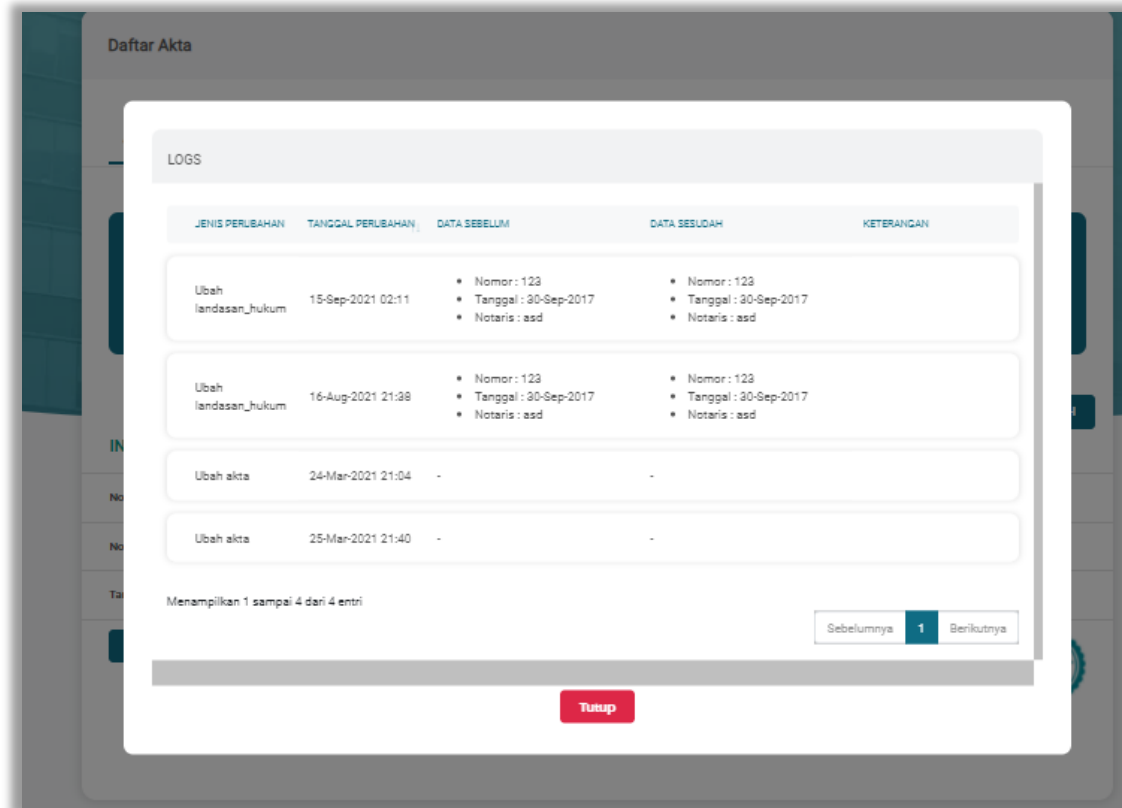 Daftar Akta
LOGS
JENIS PERUBAHAN TANGGAL PERUBAHAN DATA SEBELUM DATA SESUDAH KETERANGAN
Ubah
landasan_hukum
15-Sep-2021 02:11
• Nomor : 123
• Tanggal : 30-Sep-2017
• Notaris : asd
• Nomor : 123
• Tanggal : 30-Sep-2017
• Notaris : asd
Ubah
landasan_hukum
16-Aug-2021 21:38
• Nomor : 123
• Tanggal : 30-Sep-2017
• Notaris : asd
• Nomor : 123
• Tanggal : 30-Sep-2017
• Notaris : asd
Ubah akta 24-Mar-2021 21:04 - -
Ubah akta 25-Mar-2021 21:40 - -
Menampilkan 1 sampai 4 dari 4 entri
Sebelumnya 1 Berikutnya
Tutup